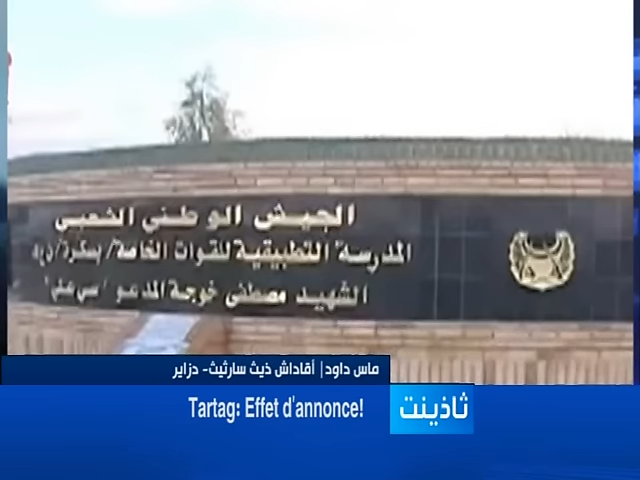 الجيش الوطني الشعبي
المدرسة التطبيقية للقوات الخاصة/بسكرة/ن ع4
الشهيد مصطفى خوجة المدعو "سي علي"
ماس داود| أقاداش ذيث سارثيث- دزاير
Tartag: Effet d'annonce!
ثاذينت